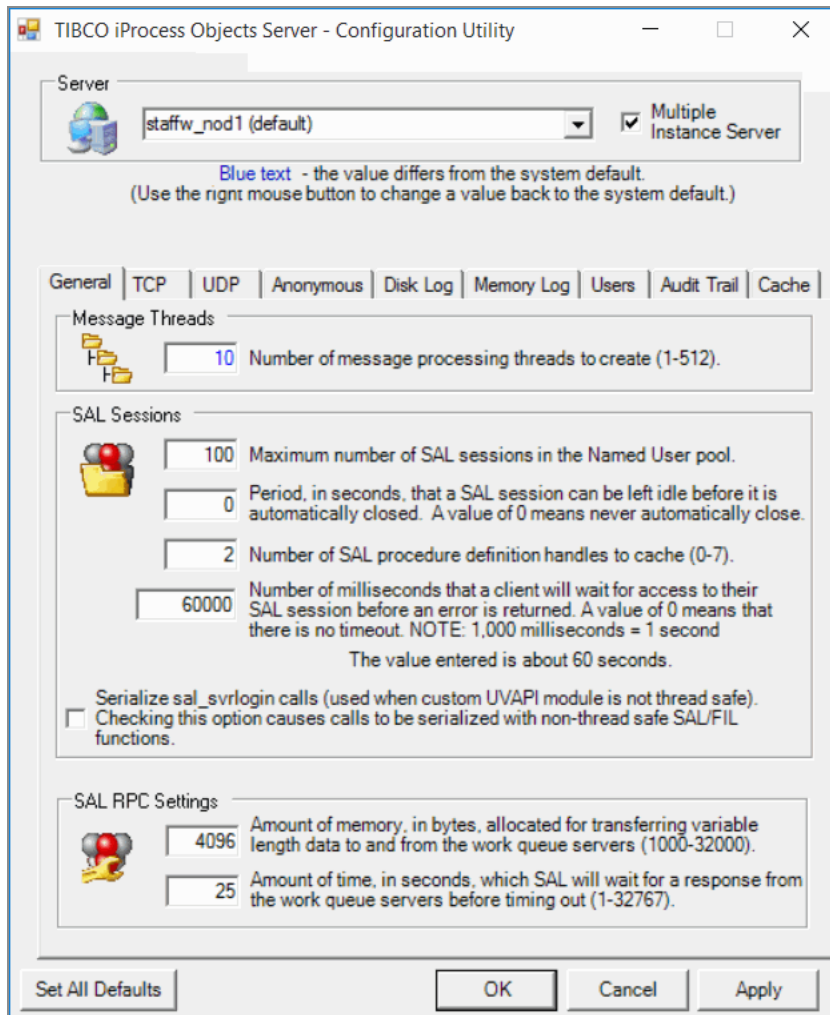 TIBCO iProcess Objects Server - Configuration Utility
Server
staffw_nod1 (default)
Multiple
Instance Server
Blue text - the value differs from the system default.
(Use the right mouse button to change a value back to the system default.)
General TCP UDP Anonymous Disk Log Memory Log Users Audit Trail Cache
Message Threads
10 Number of message processing threads to create (1-512).
SAL Sessions
100 Maximum number of SAL sessions in the Named User pool.
0 Period, in seconds, that a SAL session can be left idle before it is
automatically closed. A value of 0 means never automatically close.
2 Number of SAL procedure definition handles to cache (0-7).
60000 Number of milliseconds that a client will wait for access to their
SAL session before an error is returned. A value of 0 means that
there is no timeout. NOTE: 1,000 milliseconds = 1 second
The value entered is about 60 seconds.
Serialize sal_svrlogin calls (used when custom UVAPI module is not thread safe).
Checking this option causes calls to be serialized with non-thread safe SAL/FIL
functions.
SAL RPC Settings
4096 Amount of memory, in bytes, allocated for transferring variable
length data to and from the work queue servers (1000-32000).
25 Amount of time, in seconds, which SAL will wait for a response from
the work queue servers before timing out (1-32767).
Set All Defaults OK Cancel Apply